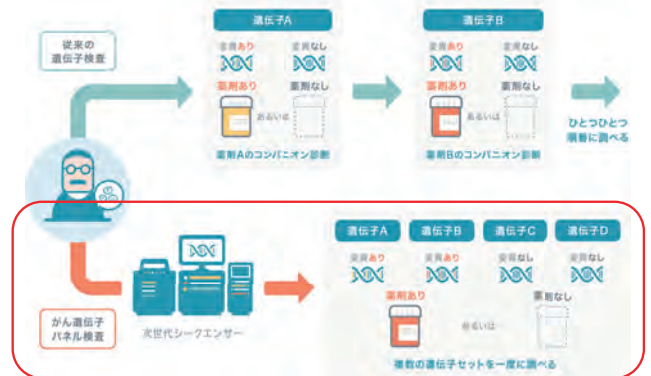 従来の
遺伝子検査
遺伝子A
変異あり
変異なし
薬剤あり
薬剤なし
あるいは
薬剤Aのコンパニオン診断
遺伝子B
変異あり
変異なし
薬剤あり
薬剤なし
あるいは
薬剤Bのコンパニオン診断
ひとつひとつ
順番に調べる
がん遺伝子
パネル検査
次世代シークエンサー
遺伝子A
遺伝子B
遺伝子C
遺伝子D
変異あり
変異あり
変異なし
変異なし
薬剤あり
薬剤なし
あるいは
複数の遺伝子セットを一度に調べる